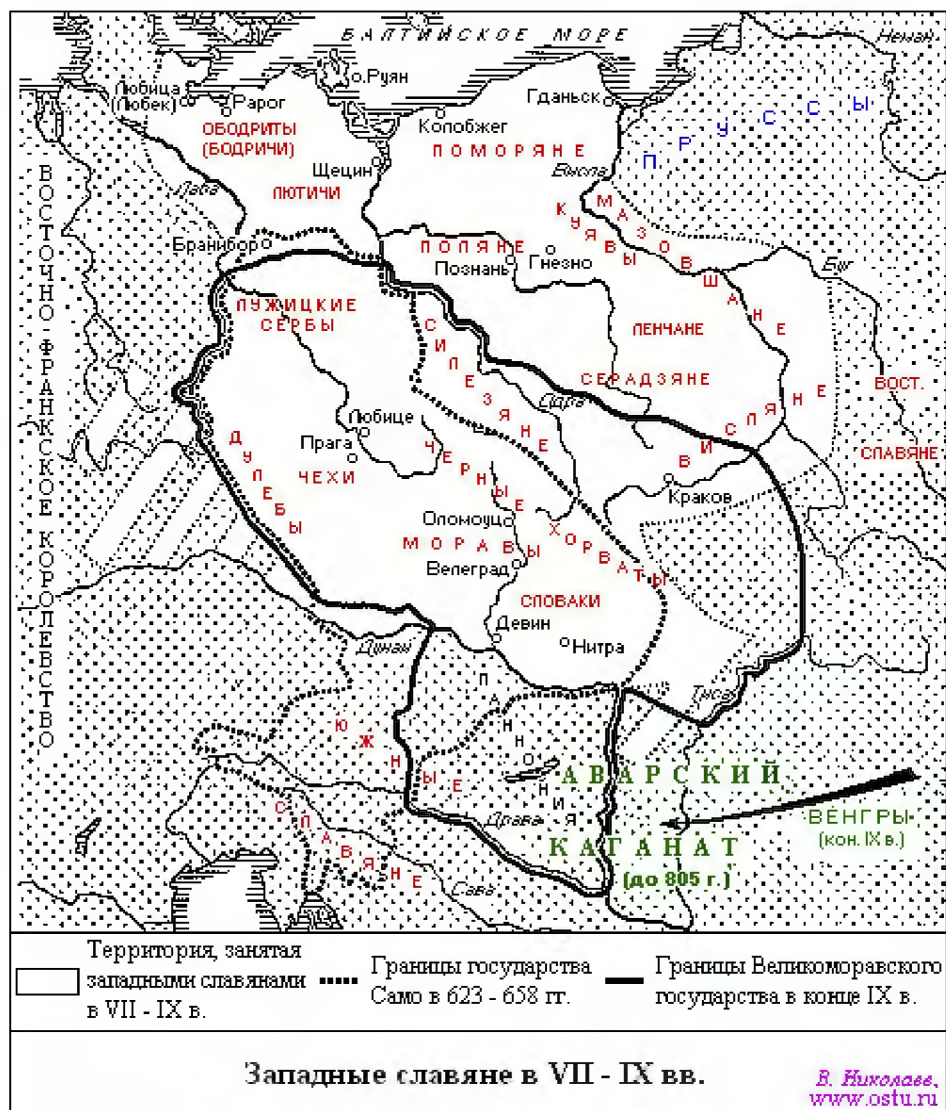 БАЛТИЙСКОЕ МОРЕ
Неман
о.Руян
Любица
(Любек)
Рарог
Гданьск
Колобжег
ОБОДРИТЫ
(БОДРИЧИ)
ПРУССЫ
ПОМОРЯНЕ
Щецин
Висла
Лаба
ЛЮТИЧИ
КУЯВЫ
МАЗОВШАНЕ
Бранибор
ПОЛЯНЕ
Гнезно
Познань
Буг
ВОСТОЧНО-ФРАНКСКОЕ КОРОЛЕВСТВО
ЛУЖИЦКИЕ
СЕРБЫ
СИЛЕЗЯНЕ
ЛЕНЧАНЕ
СЕРАДЗЯНЕ
ВОСТ.
СЛАВЯНЕ
Одра
ВИСЛЯНЕ
Любице
Прага
ДУЛЕБЫ
ЧЕХИ
ЧЕРНЫЕ
ХОРВАТЫ
Краков
Оломоуц
МОРАВЫ
Велеград
СЛОВАКИ
Девин
Нитра
Дунай
Тиса
ПАННОНИЯ
ЮЖНЫЕ
СЛАВЯНЕ
АВАРСКИЙ
КАГАНАТ
(до 805 г.)
ВЕНГРЫ
(кон. IX в.)
Драва
Сава
Территория, занятая
западными славянами
в VII - IX в.
Границы государства
Само в 623 - 658 гг.
Границы Великоморавского
государства в конце IX в.
Западные славяне в VII - IX вв.
В. Николаев,
www.ostu.ru